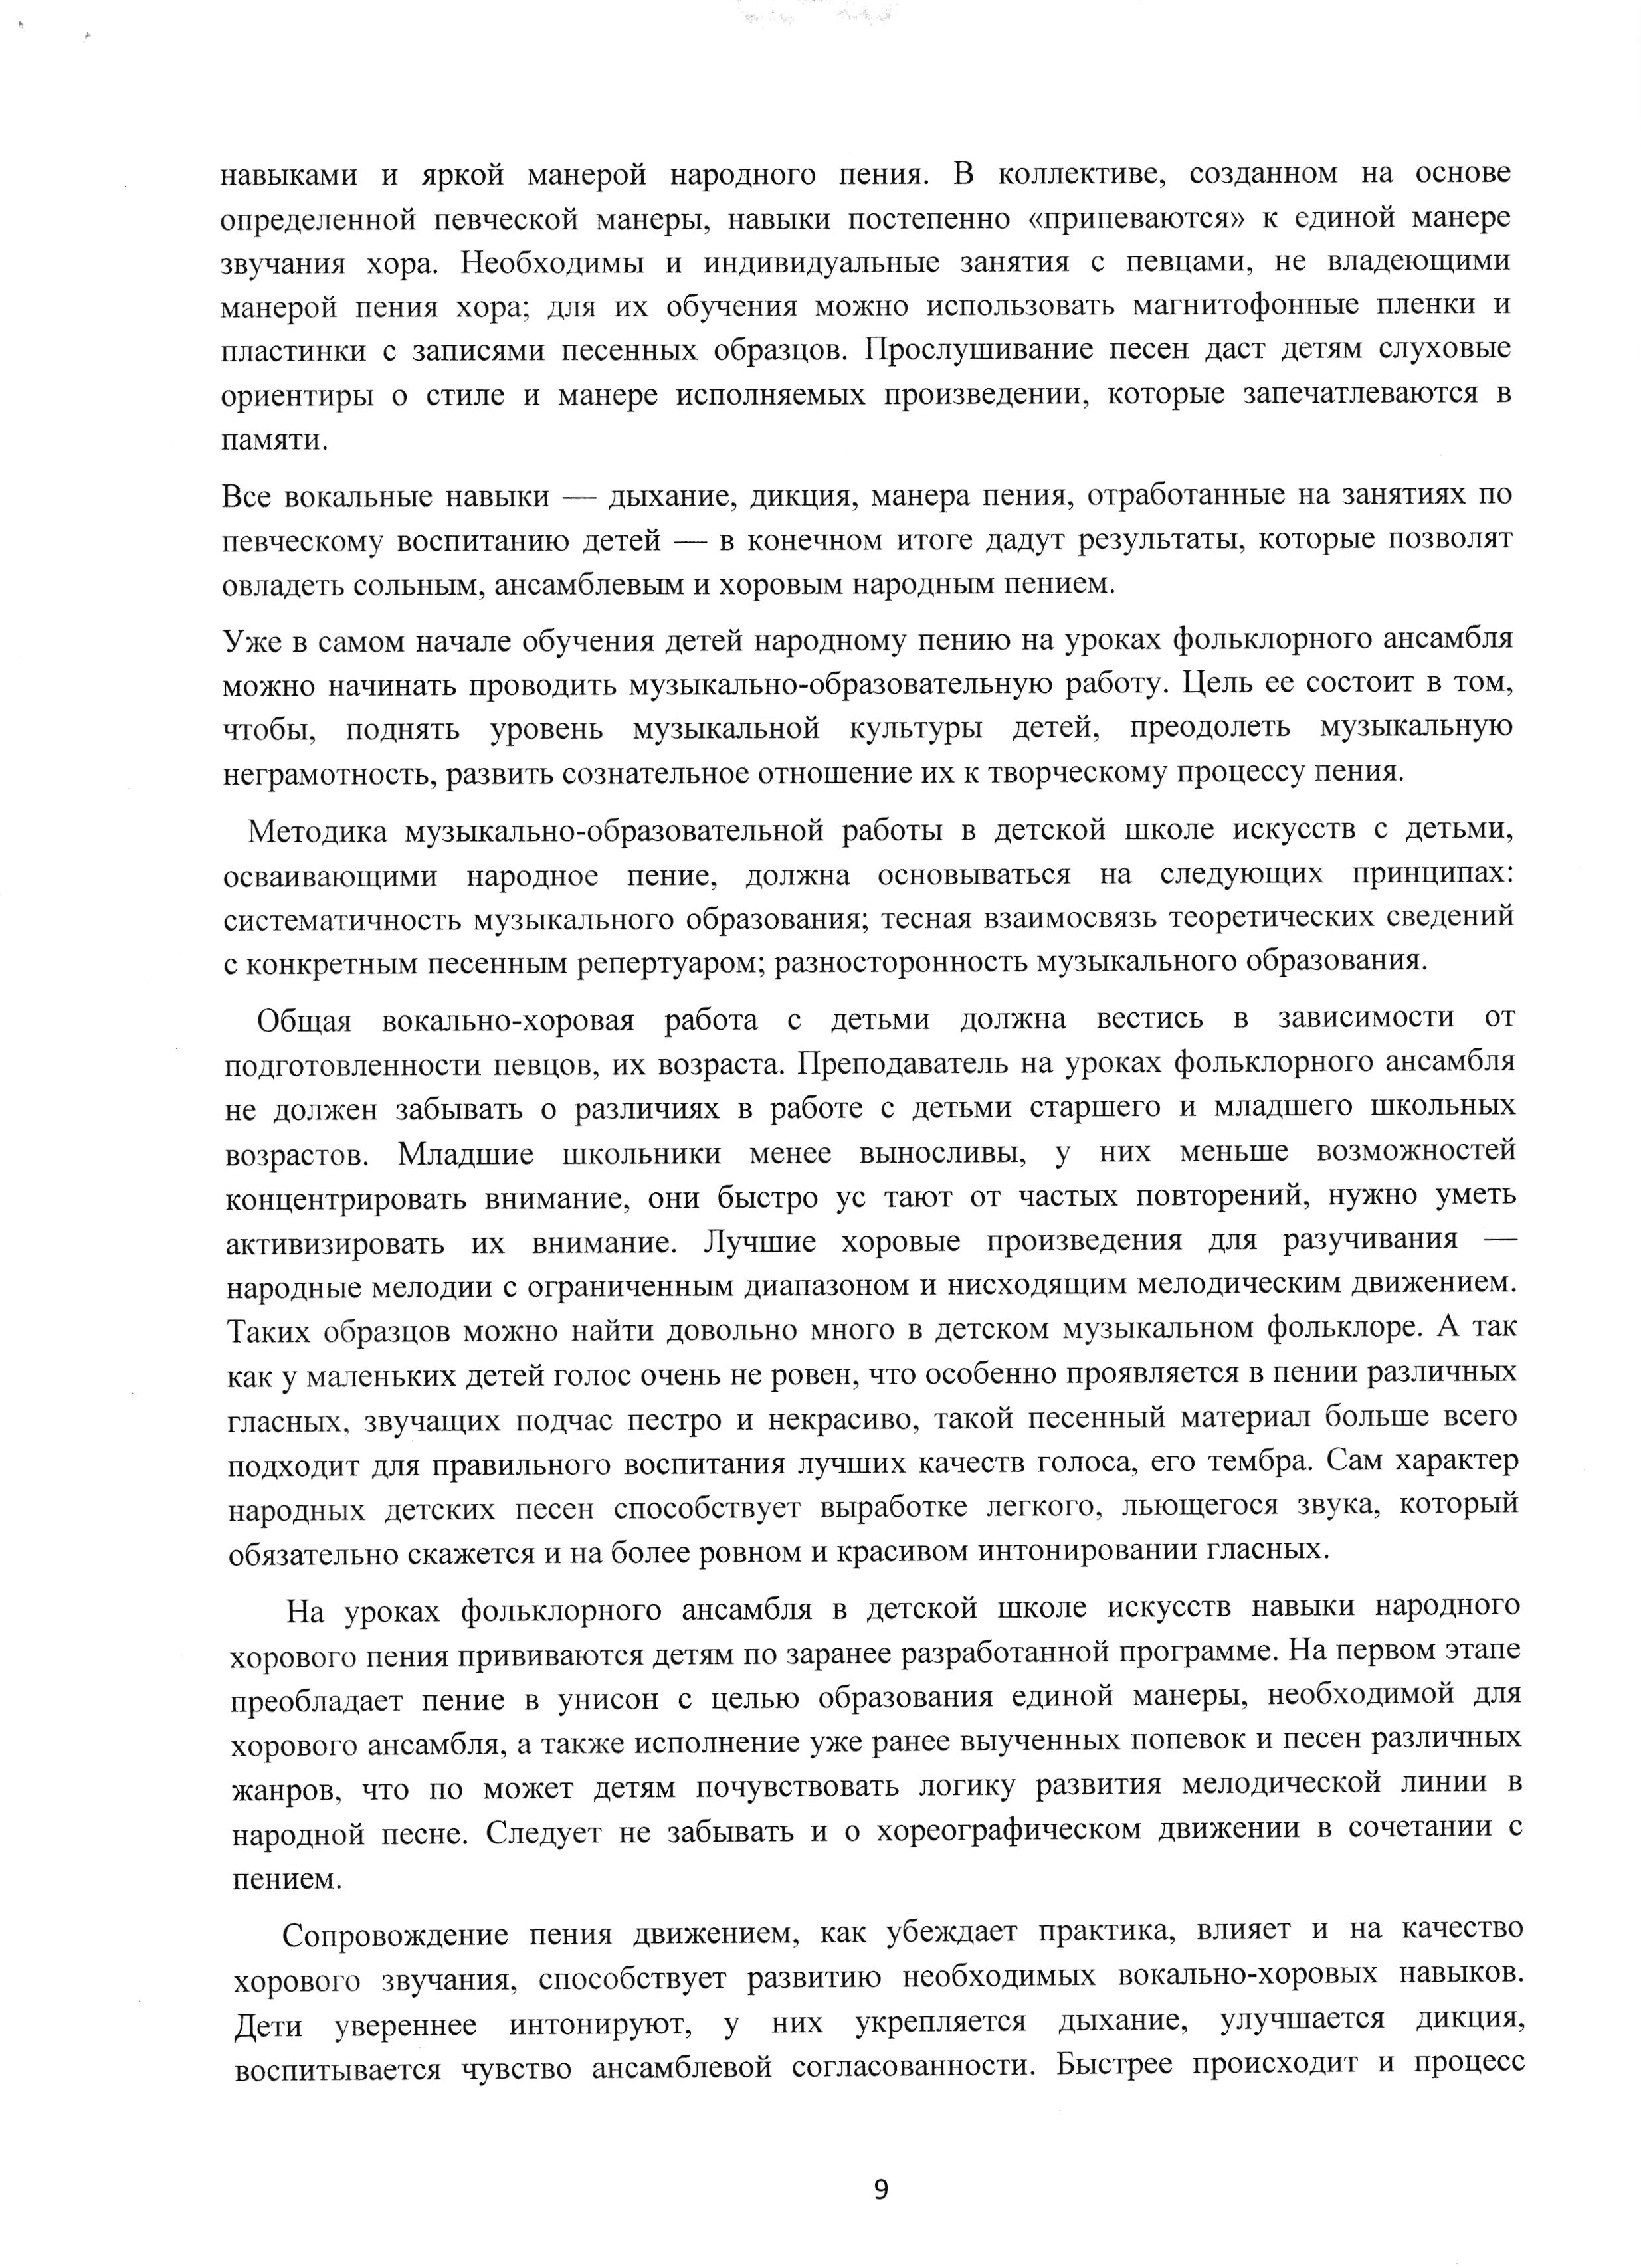 навыками и яркой манерой народного пения. В коллективе, созданном на основе
определенной певческой манеры, навыки постепенно «припеваются» к единой манере
звучания хора. Необходимы и индивидуальные занятия с певцами, не владеющими
манерой пения хора; для их обучения можно использовать магнитофонные пленки и
пластинки с записями песенных образцов. Прослушивание песен даст детям слуховые
ориентиры о стиле и манере исполняемых произведении, которые запечатлеваются в
памяти.
Все вокальные навыки — дыхание, дикция, манера пения, отработанные на занятиях по
певческому воспитанию детей — в конечном итоге дадут результаты, которые позволят
овладеть сольным, ансамблевым и хоровым народным пением.
Уже в самом начале обучения детей народному пению на уроках фольклорного ансамбля
можно начинать проводить музыкально-образовательную работу. Цель ее состоит в том,
чтобы, поднять уровень музыкальной культуры детей, преодолеть музыкальную
неграмотность, развить сознательное отношение их к творческому процессу пения.
Методика музыкально-образовательной работы в детской школе искусств с детьми,
осваивающими народное пение, должна основываться на следующих принципах:
систематичность музыкального образования; тесная взаимосвязь теоретических сведений
с конкретным песенным репертуаром; разносторонность музыкального образования.
Общая вокально-хоровая работа с детьми должна вестись в зависимости от
подготовленности певцов, их возраста. Преподаватель на уроках фольклорного ансамбля
не должен забывать о различиях в работе с детьми старшего и младшего школьных
возрастов. Младшие школьники менее выносливы, у них меньше возможностей
концентрировать внимание, они быстро ус тают от частых повторений, нужно уметь
активизировать их внимание. Лучшие хоровые произведения для разучивания —
народные мелодии с ограниченным диапазоном и нисходящим мелодическим движением.
Таких образцов можно найти довольно много в детском музыкальном фольклоре. А так
как у маленьких детей голос очень не ровен, что особенно проявляется в пении различных
гласных, звучащих подчас пестро и некрасиво, такой песенный материал больше всего
подходит для правильного воспитания лучших качеств голоса, его тембра. Сам характер
народных детских песен способствует выработке легкого, льющегося звука, который
обязательно скажется и на более ровном и красивом интонировании гласных.
На уроках фольклорного ансамбля в детской школе искусств навыки народного
хорового пения прививаются детям по заранее разработанной программе. На первом этапе
преобладает пение в унисон с целью образования единой манеры, необходимой для
хорового ансамбля, а также исполнение уже ранее выученных попевок и песен различных
жанров, что по может детям почувствовать логику развития мелодической линии в
народной песне. Следует не забывать и о хореографическом движении в сочетании с
пением.
Сопровождение пения движением, как убеждает практика, влияет и на качество
хорового звучания, способствует развитию необходимых вокально-хоровых навыков.
Дети увереннее интонируют, у них укрепляется дыхание, улучшается дикция,
воспитывается чувство ансамблевой согласованности. Быстрее происходит и процесс
9